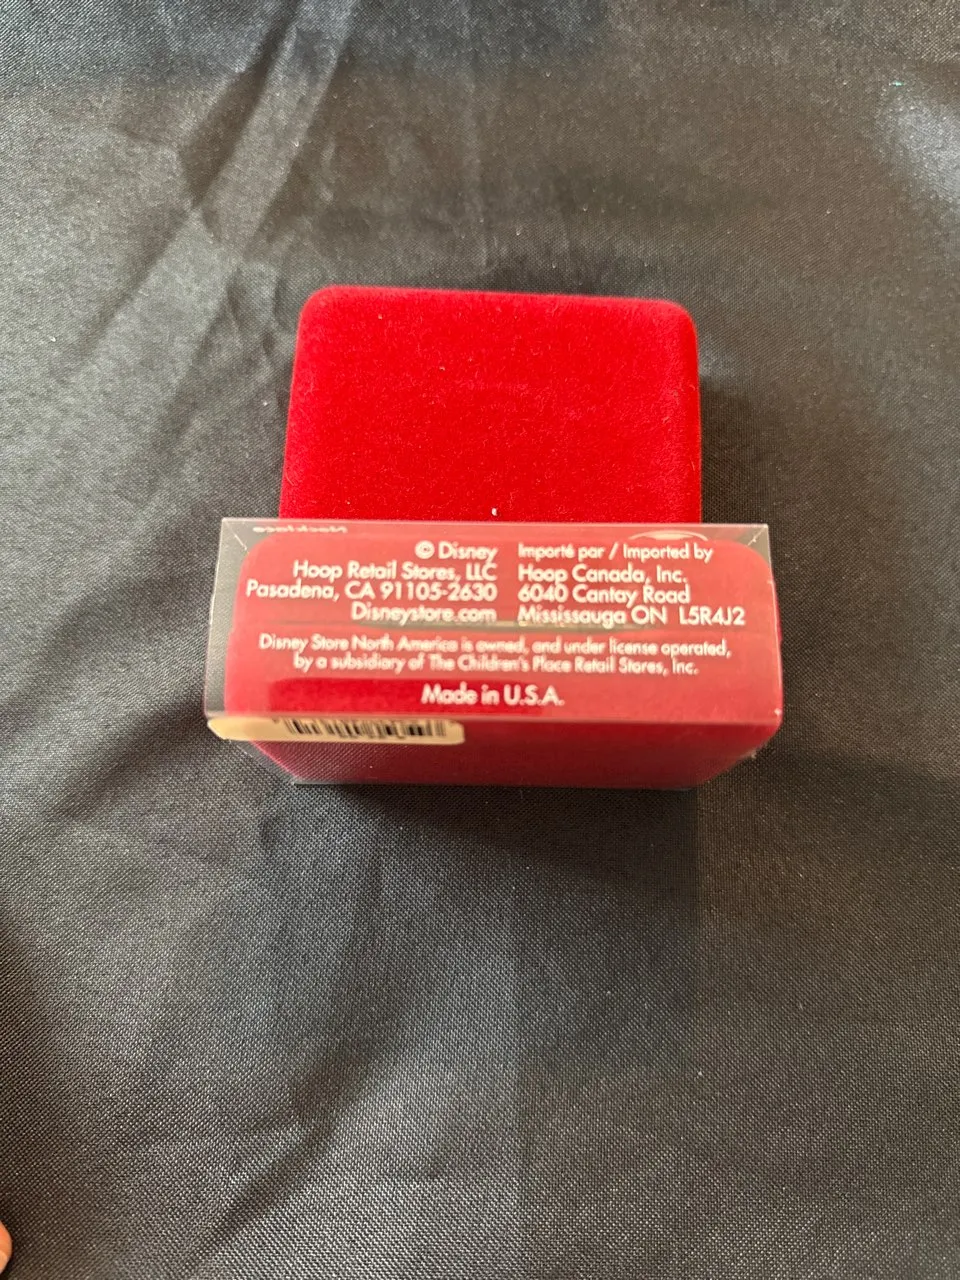 © Disney
Hoop Retail Stores, LLC
Pasadena, CA 91105-2630
Disneystore.com
Importé par / Imported by
Hoop Canada, Inc.
6040 Cantay Road
Mississauga ON L5R4J2
Disney Store North America is owned, and under license operated,
by a subsidiary of The Children's Place Retail Stores, Inc.
Made in U.S.A.